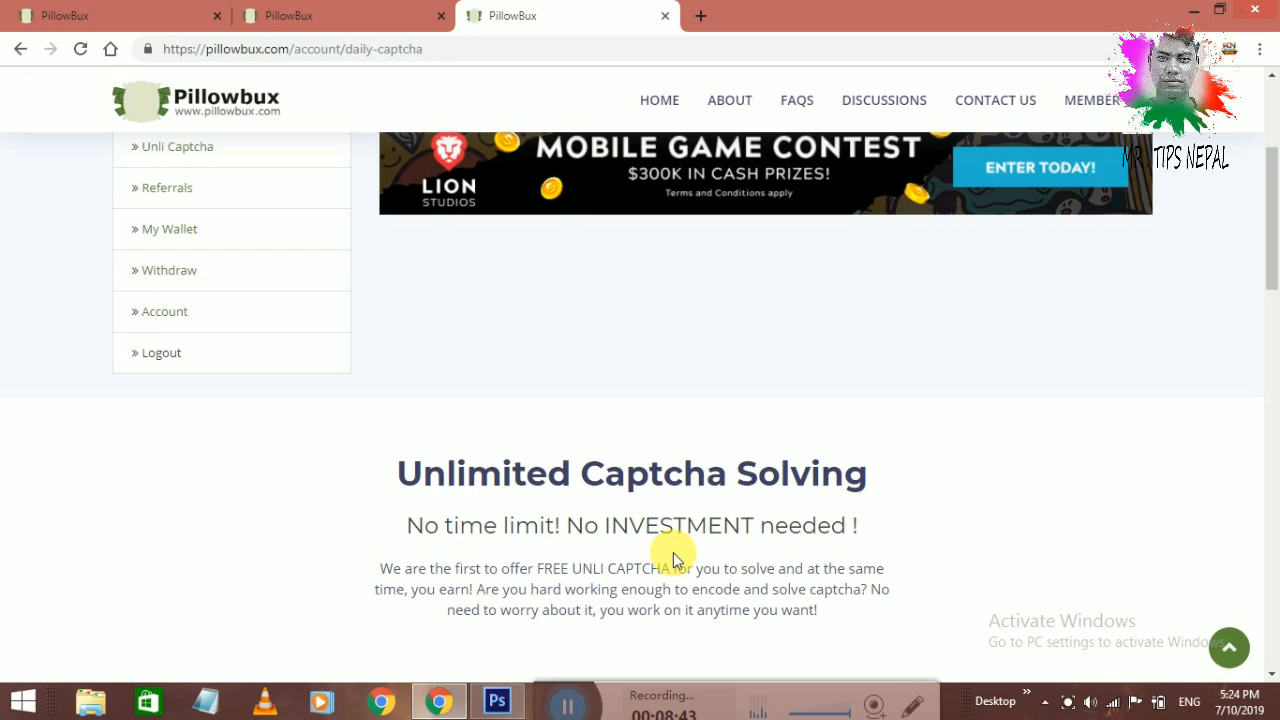 PillowBux
PillowBux
PillowBux
https://pillowbux.com/account/daily-captcha
Pillowbux
www.pillowbux.com
HOME ABOUT FAQS DISCUSSIONS CONTACT US MEMBER
MR. TIPS NEPAL
» Unli Captcha
» Referrals
» My Wallet
» Withdraw
» Account
» Logout
LION
STUDIOS
MOBILE GAME CONTEST
$300K IN CASH PRIZES!
Terms and Conditions apply
ENTER TODAY!
Unlimited Captcha Solving
No time limit! No INVESTMENT needed !
We are the first to offer FREE UNLI CAPTCHA for you to solve and at the same
time, you earn! Are you hard working enough to encode and solve captcha? No
need to worry about it, you work on it anytime you want!
Activate Windows
Go to PC settings to activate Windows.
Ps
Recording...
00:08:43
Desktop
ENG
5:24 PM
7/10/2019